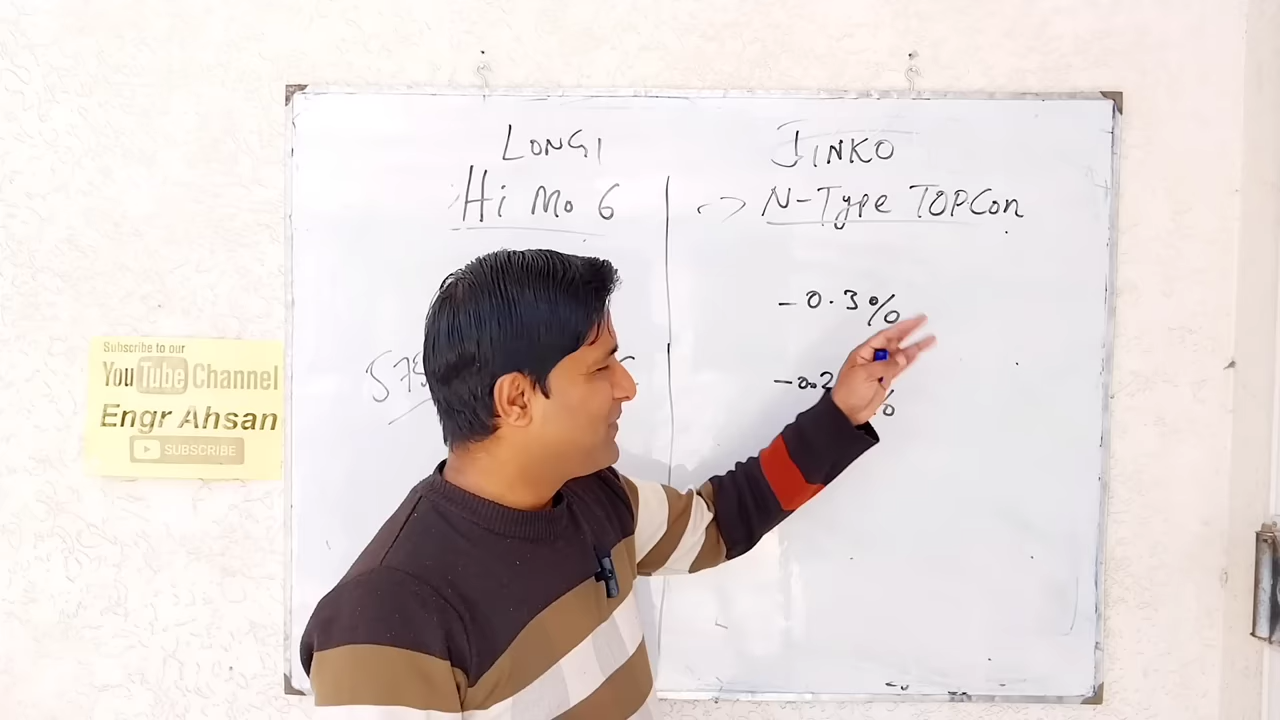 LONGI
Hi Mo 6
JINKO
N-Type TOPCon
-0.3%
-0.2
%
575
Subscribe to our
YouTube Channel
Engr Ahsan
SUBSCRIBE